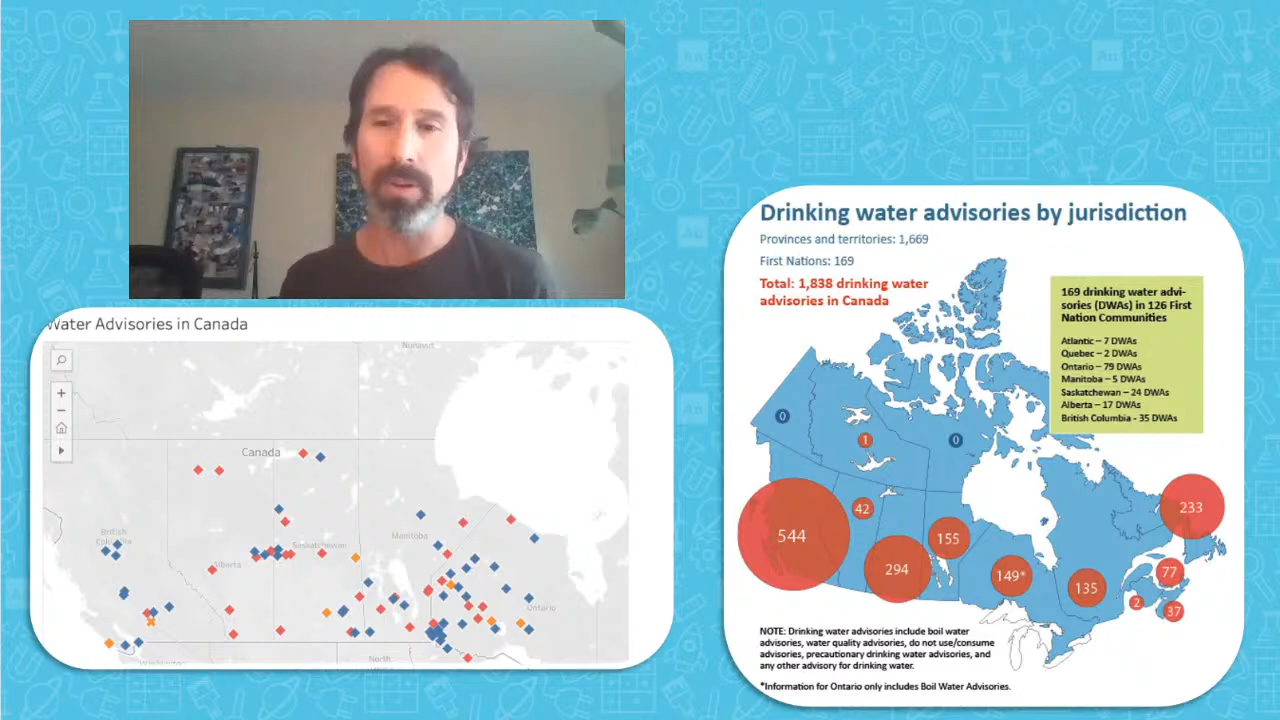 Water Advisories in Canada
Nunavut
Canada
British
Columbia
Alberta
Saskatchewan
Manitoba
Ontario
North
Drinking water advisories by jurisdiction
Provinces and territories: 1,669
First Nations: 169
Total: 1,838 drinking water
advisories in Canada
169 drinking water advi-
sories (DWAs) in 126 First
Nation Communities
Atlantic – 7 DWAs
Quebec – 2 DWAs
Ontario – 79 DWAs
Manitoba – 5 DWAs
Saskatchewan – 24 DWAs
Alberta – 17 DWAs
British Columbia - 35 DWAs
0
1
0
544
42
294
155
149*
135
233
77
2
37
NOTE: Drinking water advisories include boil water
advisories, water quality advisories, do not use/consume
advisories, precautionary drinking water advisories, and
any other advisory for drinking water.
*Information for Ontario only includes Boil Water Advisories.
An
Au
Au
An